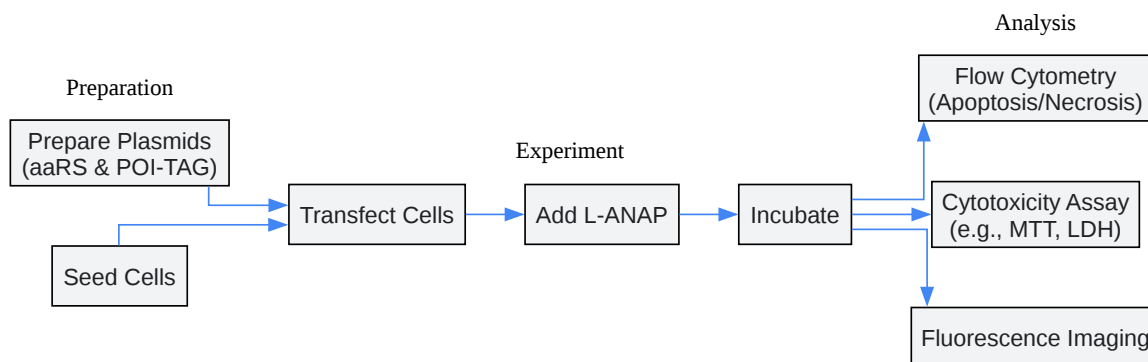 Preparation
Prepare Plasmids
(aaRS & POI-TAG)
Seed Cells
Experiment
Transfect Cells
Add L-ANAP
Incubate
Analysis
Flow Cytometry
(Apoptosis/Necrosis)
Cytotoxicity Assay
(e.g., MTT, LDH)
Fluorescence Imaging